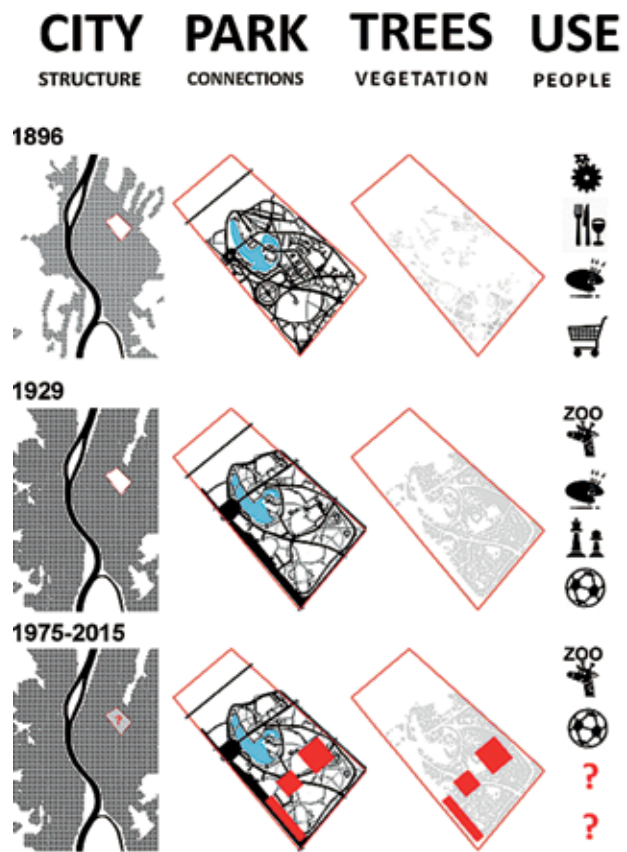 CITY PARK TREES USE
STRUCTURE CONNECTIONS VEGETATION PEOPLE
1896
1929
ZOO
1975-2015
?
ZOO
?
?